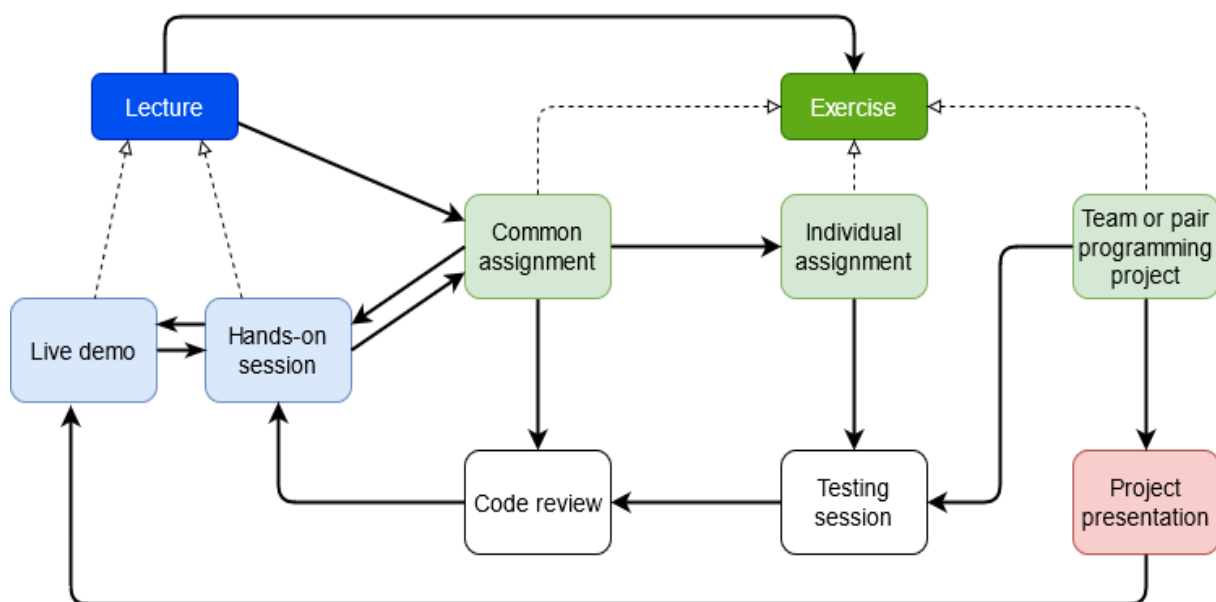 Lecture
Exercise
Common
assignment
Individual
assignment
Team or pair
programming
project
Live demo
Hands-on
session
Code review
Testing
session
Project
presentation